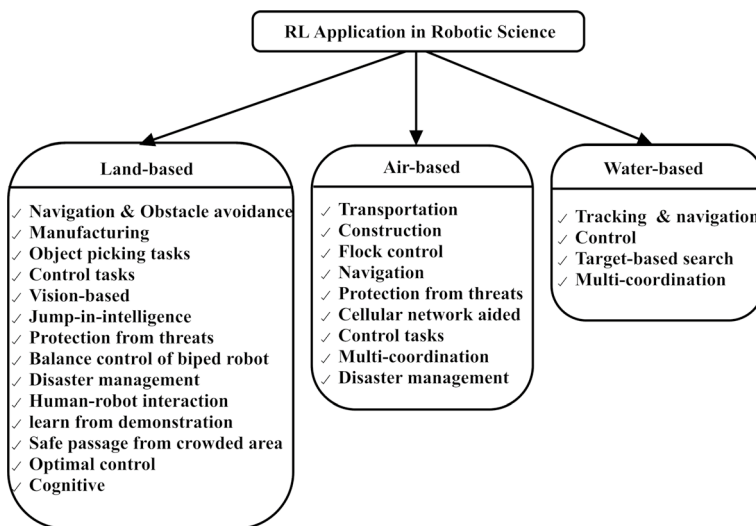 RL Application in Robotic Science
Land-based
✓ Navigation & Obstacle avoidance
✓ Manufacturing
✓ Object picking tasks
✓ Control tasks
✓ Vision-based
✓ Jump-in-intelligence
✓ Protection from threats
✓ Balance control of biped robot
✓ Disaster management
✓ Human-robot interaction
✓ learn from demonstration
✓ Safe passage from crowded area
✓ Optimal control
✓ Cognitive
Air-based
✓ Transportation
✓ Construction
✓ Flock control
✓ Navigation
✓ Protection from threats
✓ Cellular network aided
✓ Control tasks
✓ Multi-coordination
✓ Disaster management
Water-based
✓ Tracking & navigation
✓ Control
✓ Target-based search
✓ Multi-coordination